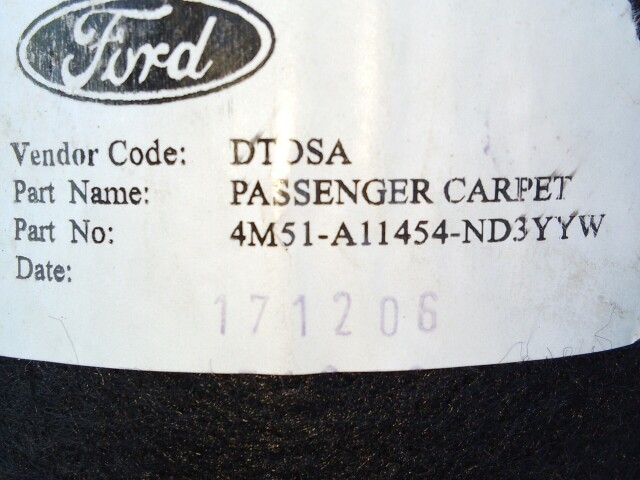 Ford
Vendor Code: DTOSA
Part Name: PASSENGER CARPET
Part No: 4M51-A11454-ND3YYW
Date:
171206